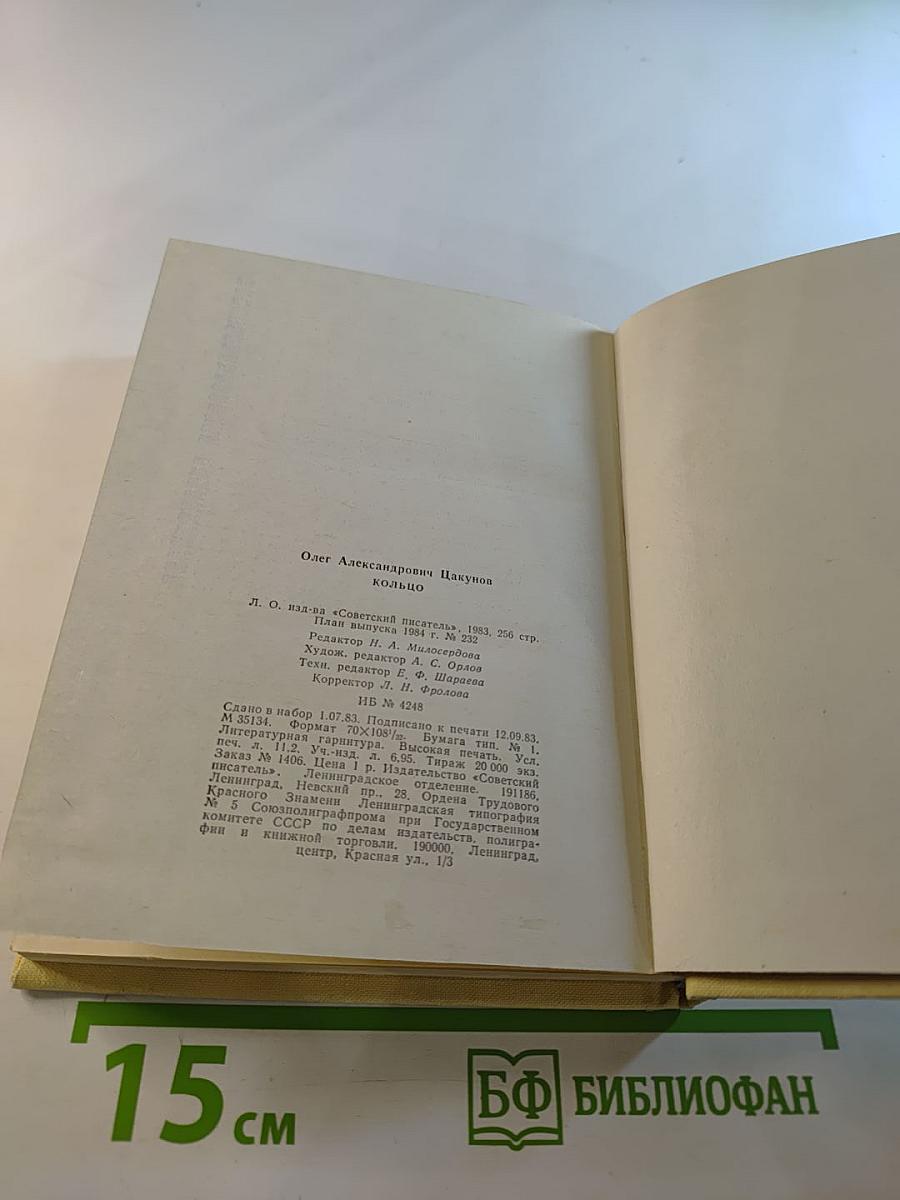 Олег Александрович Цакунов
КОЛЬЦО
Л. О. изд-ва «Советский писатель», 1983, 256 стр.
План выпуска 1984 г. № 232
Редактор Н. А. Милосердова
Худож. редактор А. С. Орлов
Техн. редактор Е. Ф. Шараева
Корректор Л. Н. Фролова
ИБ № 4248
Сдано в набор 1.07.83. Подписано к печати 12.09.83.
М 35134. Формат 70×108¹/₃₂. Бумага тип. № 1.
Литературная гарнитура. Высокая печать. Усл.
печ. л. 11,2. Уч.-изд. л. 6,95. Тираж 20 000 экз.
Заказ № 1406. Цена 1 р. Издательство «Советский
писатель». Ленинградское отделение. 191186,
Ленинград, Невский пр., 28. Ордена Трудового
Красного Знамени Ленинградская типография
№ 5 Союзполиграфпрома при Государственном
комитете СССР по делам издательств, полигра-
фии и книжной торговли. 190000, Ленинград,
центр, Красная ул., 1/3
15 см
БФ БИБЛИОФАН